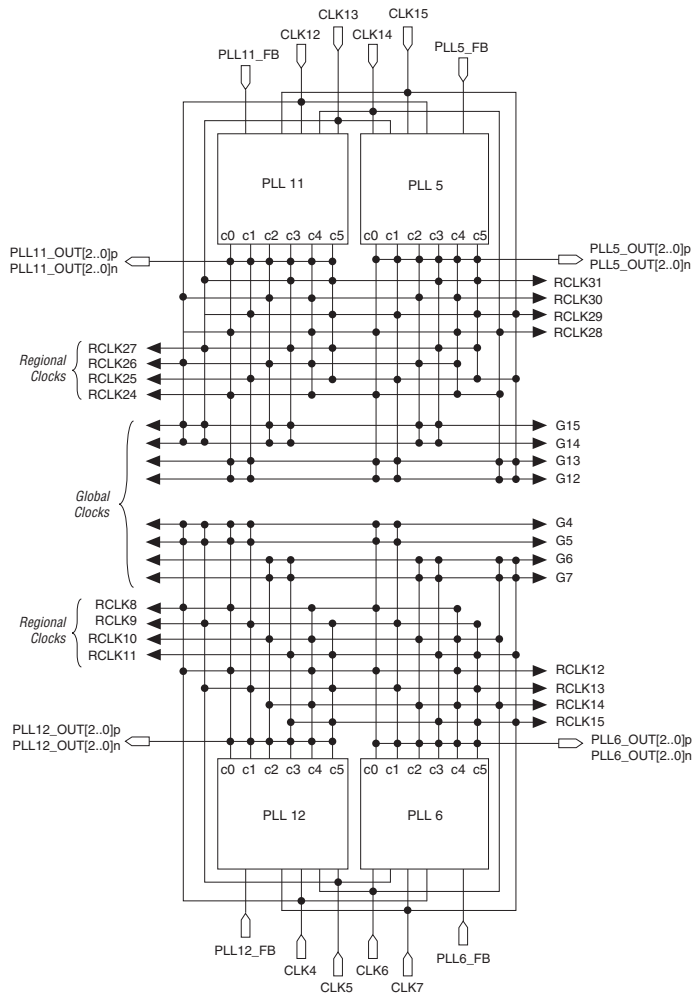 CLK13 CLK15
CLK12 CLK14
PLL11_FB PLL5_FB
PLL 11 PLL 5
c0 c1 c2 c3 c4 c5 c0 c1 c2 c3 c4 c5
PLL11_OUT[2..0]p PLL5_OUT[2..0]p
PLL11_OUT[2..0]n PLL5_OUT[2..0]n
RCLK31
RCLK30
RCLK29
RCLK28
Regional
Clocks
RCLK27
RCLK26
RCLK25
RCLK24
G15
G14
G13
G12
Global
Clocks
G4
G5
G6
G7
Regional
Clocks
RCLK8
RCLK9
RCLK10
RCLK11
RCLK12
RCLK13
RCLK14
RCLK15
PLL12_OUT[2..0]p PLL6_OUT[2..0]p
PLL12_OUT[2..0]n PLL6_OUT[2..0]n
c0 c1 c2 c3 c4 c5 c0 c1 c2 c3 c4 c5
PLL 12 PLL 6
PLL12_FB PLL6_FB
CLK4 CLK6
CLK5 CLK7